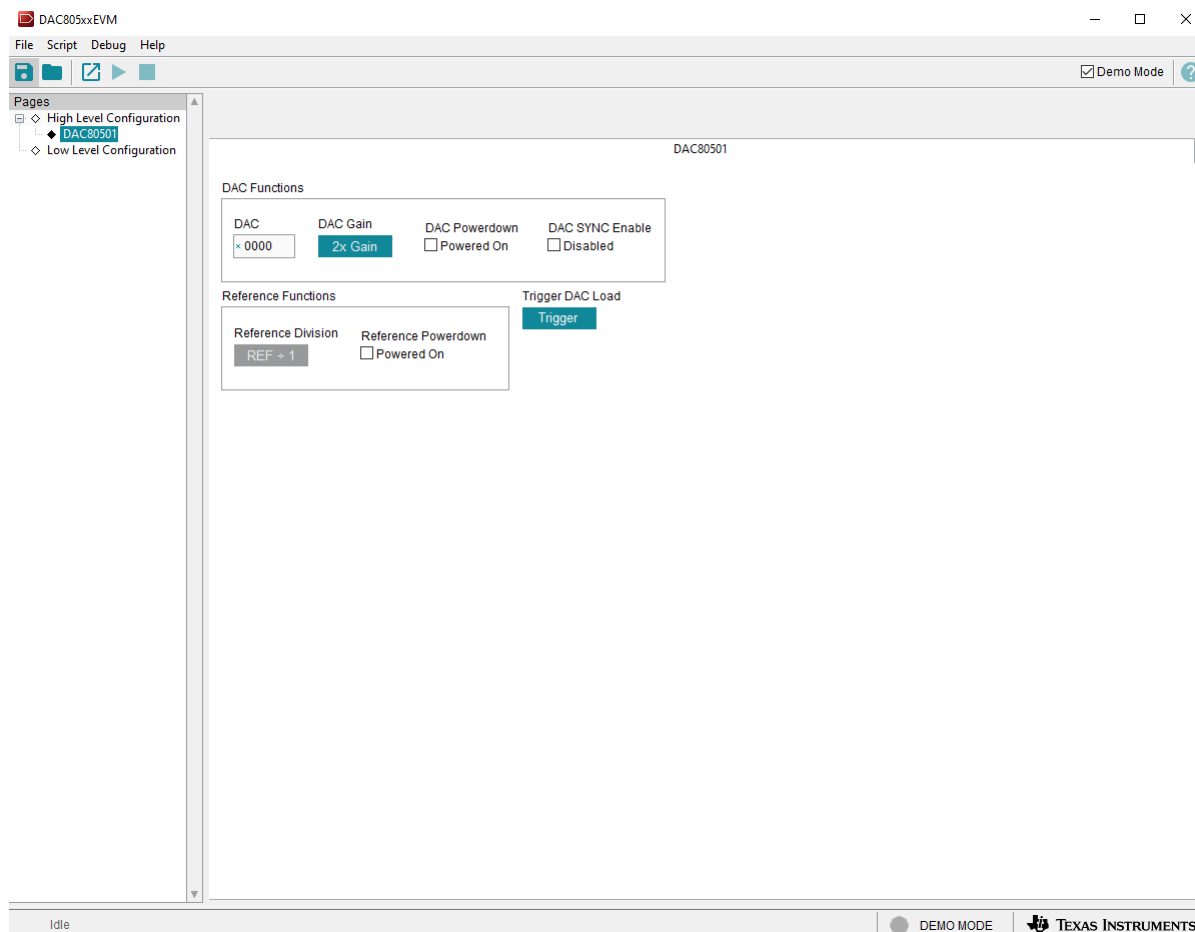 DAC805xxEVM
File Script Debug Help
Demo Mode ?
Pages
High Level Configuration
DAC80501
Low Level Configuration
DAC80501
DAC Functions
DAC DAC Gain DAC Powerdown DAC SYNC Enable
× 0000 2x Gain Powered On Disabled
Reference Functions Trigger DAC Load
Trigger
Reference Division Reference Powerdown
REF ÷ 1 Powered On
Idle DEMO MODE TEXAS INSTRUMENTS